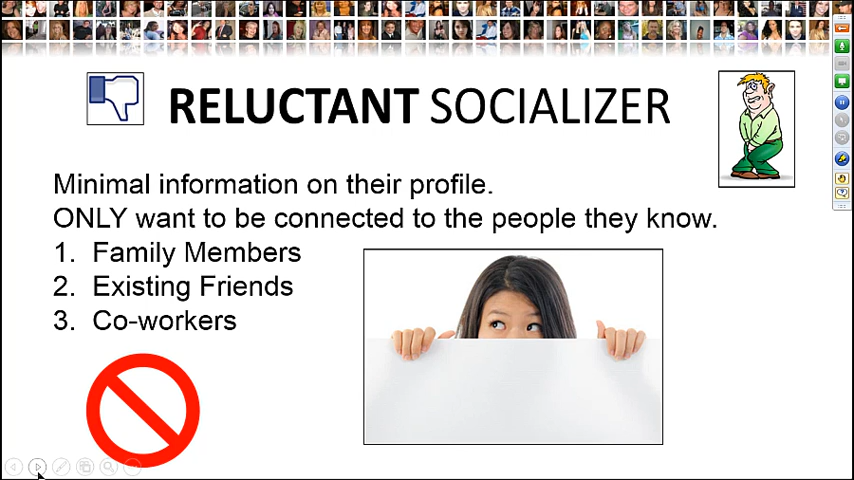 RELUCTANT SOCIALIZER
Minimal information on their profile.
ONLY want to be connected to the people they know.
1. Family Members
2. Existing Friends
3. Co-workers